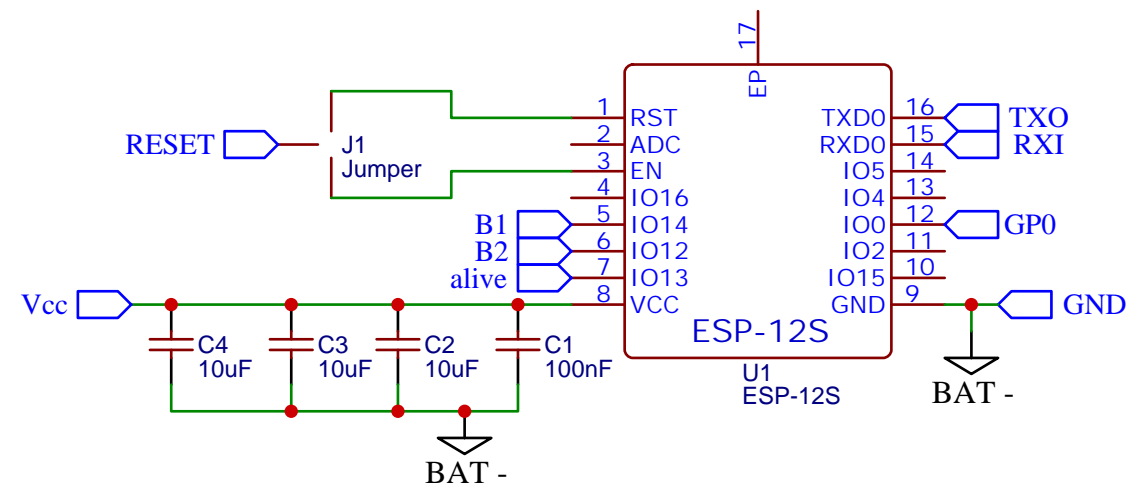 17
EP
1 RST TXD0 16 TXO
RESET J1 2 ADC RXD0 15 RXI
Jumper 3 EN IO5 14
4 IO16 IO4 13
B1 5 IO14 IO0 12 GP0
B2 6 IO12 IO2 11
alive 7 IO13 IO15 10
Vcc 8 VCC GND 9 GND
ESP-12S
C4 C3 C2 C1
10uF 10uF 10uF 100nF
U1
ESP-12S
BAT -
BAT -